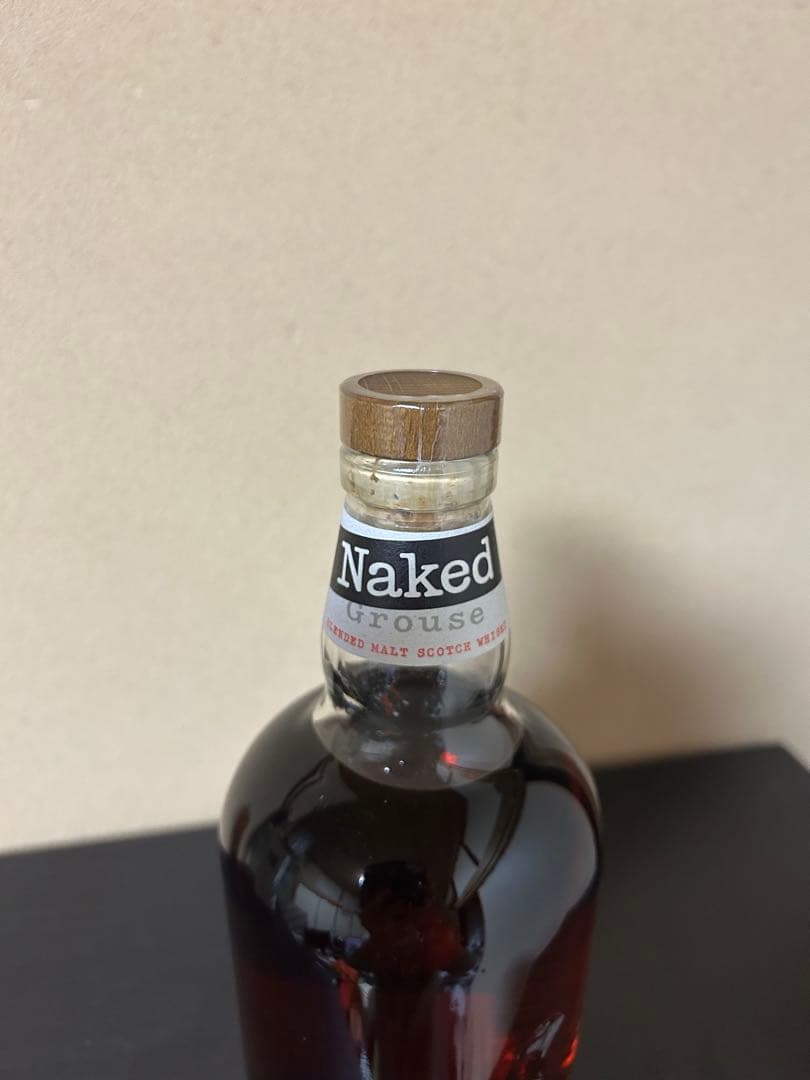 Naked
Grouse
BLENDED MALT SCOTCH WHISKY